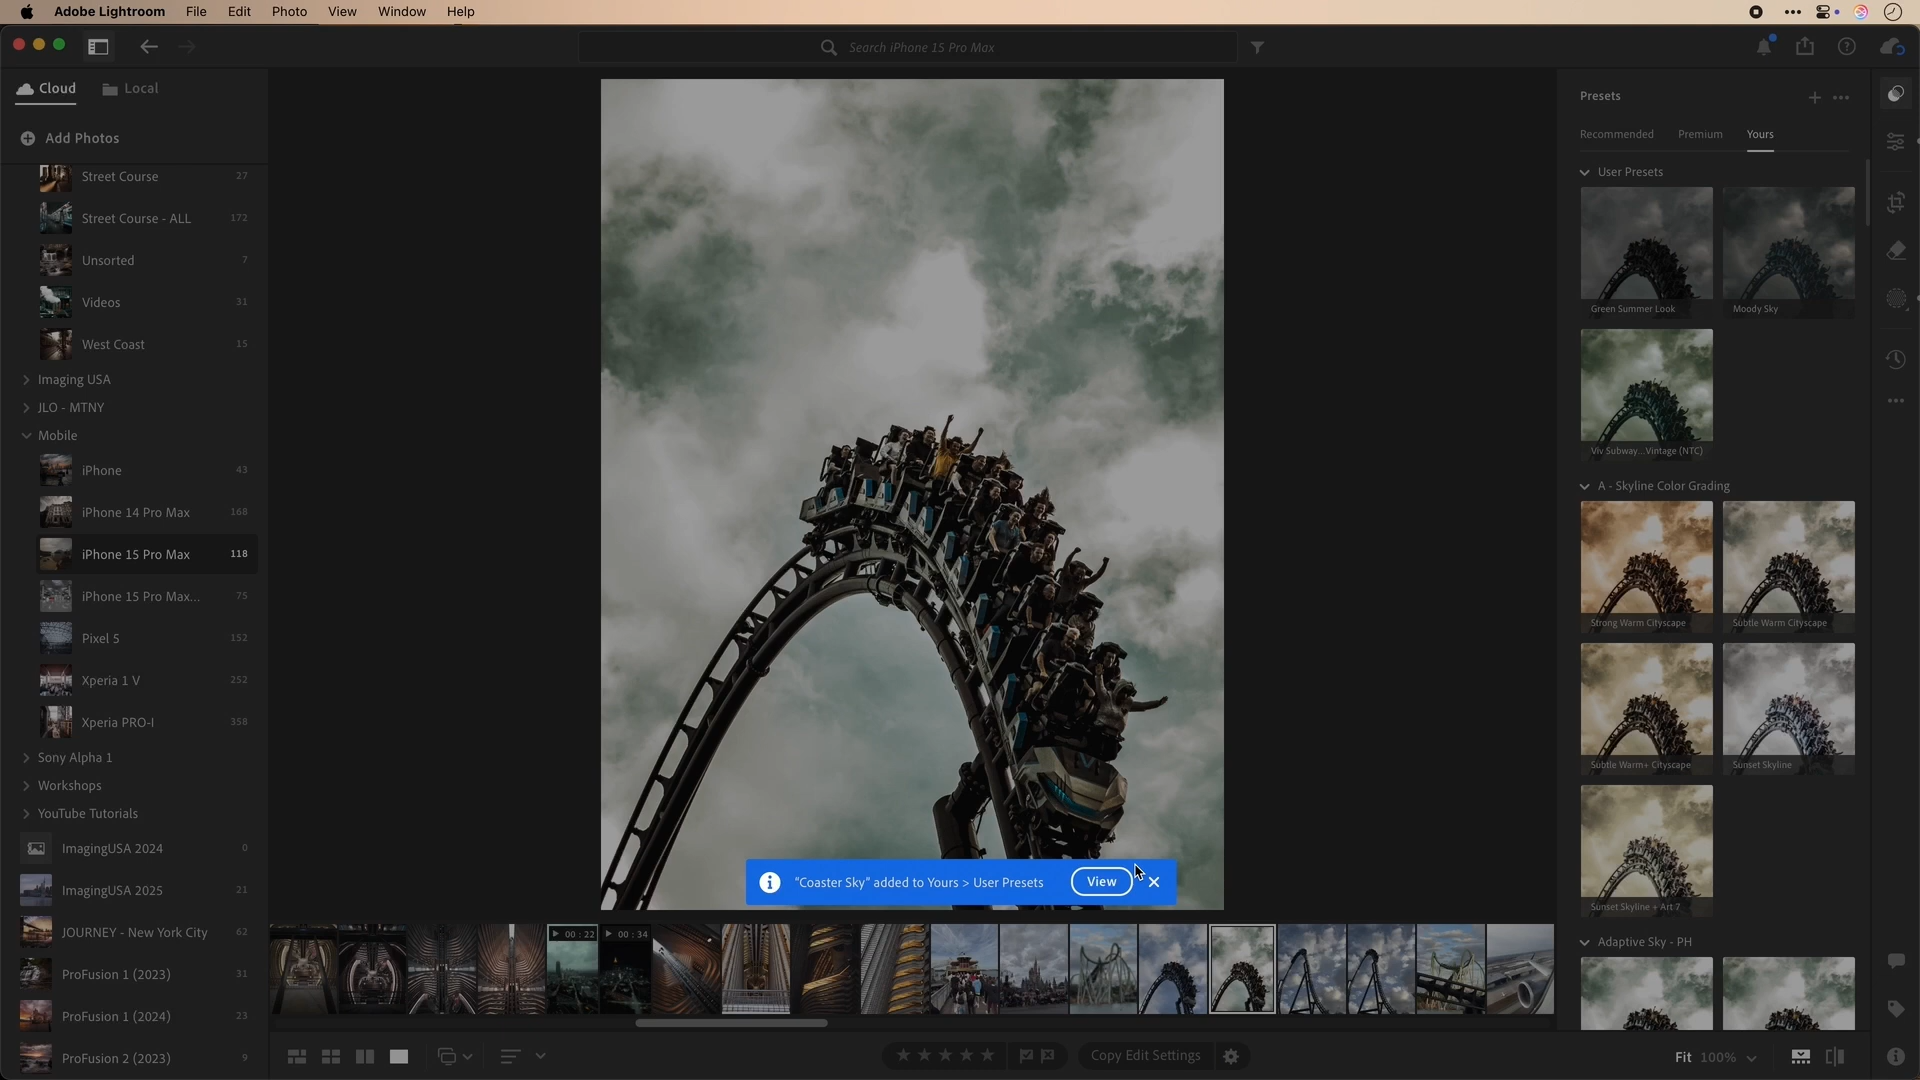 Adobe Lightroom File Edit Photo View Window Help
Search iPhone 15 Pro Max
Cloud Local
Add Photos
Street Course 27
Street Course - ALL 172
Unsorted 7
Videos 31
West Coast 15
Imaging USA
JLO - MTNY
Mobile
iPhone 43
iPhone 14 Pro Max 168
iPhone 15 Pro Max 118
iPhone 15 Pro Max... 75
Pixel 5 152
Xperia 1 V 252
Xperia PRO-I 358
Sony Alpha 1
Workshops
YouTube Tutorials
ImagingUSA 2024 0
ImagingUSA 2025 21
JOURNEY - New York City 62
ProFusion 1 (2023) 31
ProFusion 1 (2024) 23
ProFusion 2 (2023) 9
"Coaster Sky" added to Yours > User Presets View
00 : 22 00 : 34
Copy Edit Settings
Fit 100%
Presets
Recommended Premium Yours
User Presets
Green Summer Look Moody Sky
Viv Subway...Vintage (NTC)
A - Skyline Color Grading
Strong Warm Cityscape Subtle Warm Cityscape
Subtle Warm+ Cityscape Sunset Skyline
Sunset Skyline + Art 7
Adaptive Sky - PH